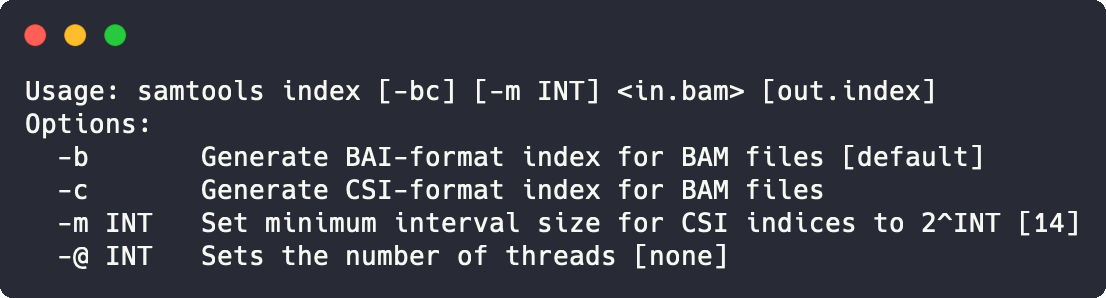 Usage: samtools index [-bc] [-m INT] <in.bam> [out.index]
Options:
  -b       Generate BAI-format index for BAM files [default]
  -c       Generate CSI-format index for BAM files
  -m INT   Set minimum interval size for CSI indices to 2^INT [14]
  -@ INT   Sets the number of threads [none]